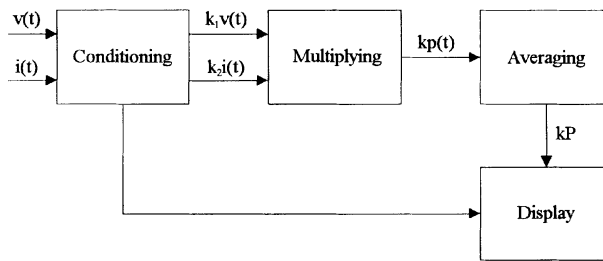 v(t)
i(t)
Conditioning
k₁v(t)
k₂i(t)
Multiplying
kp(t)
Averaging
kP
Display